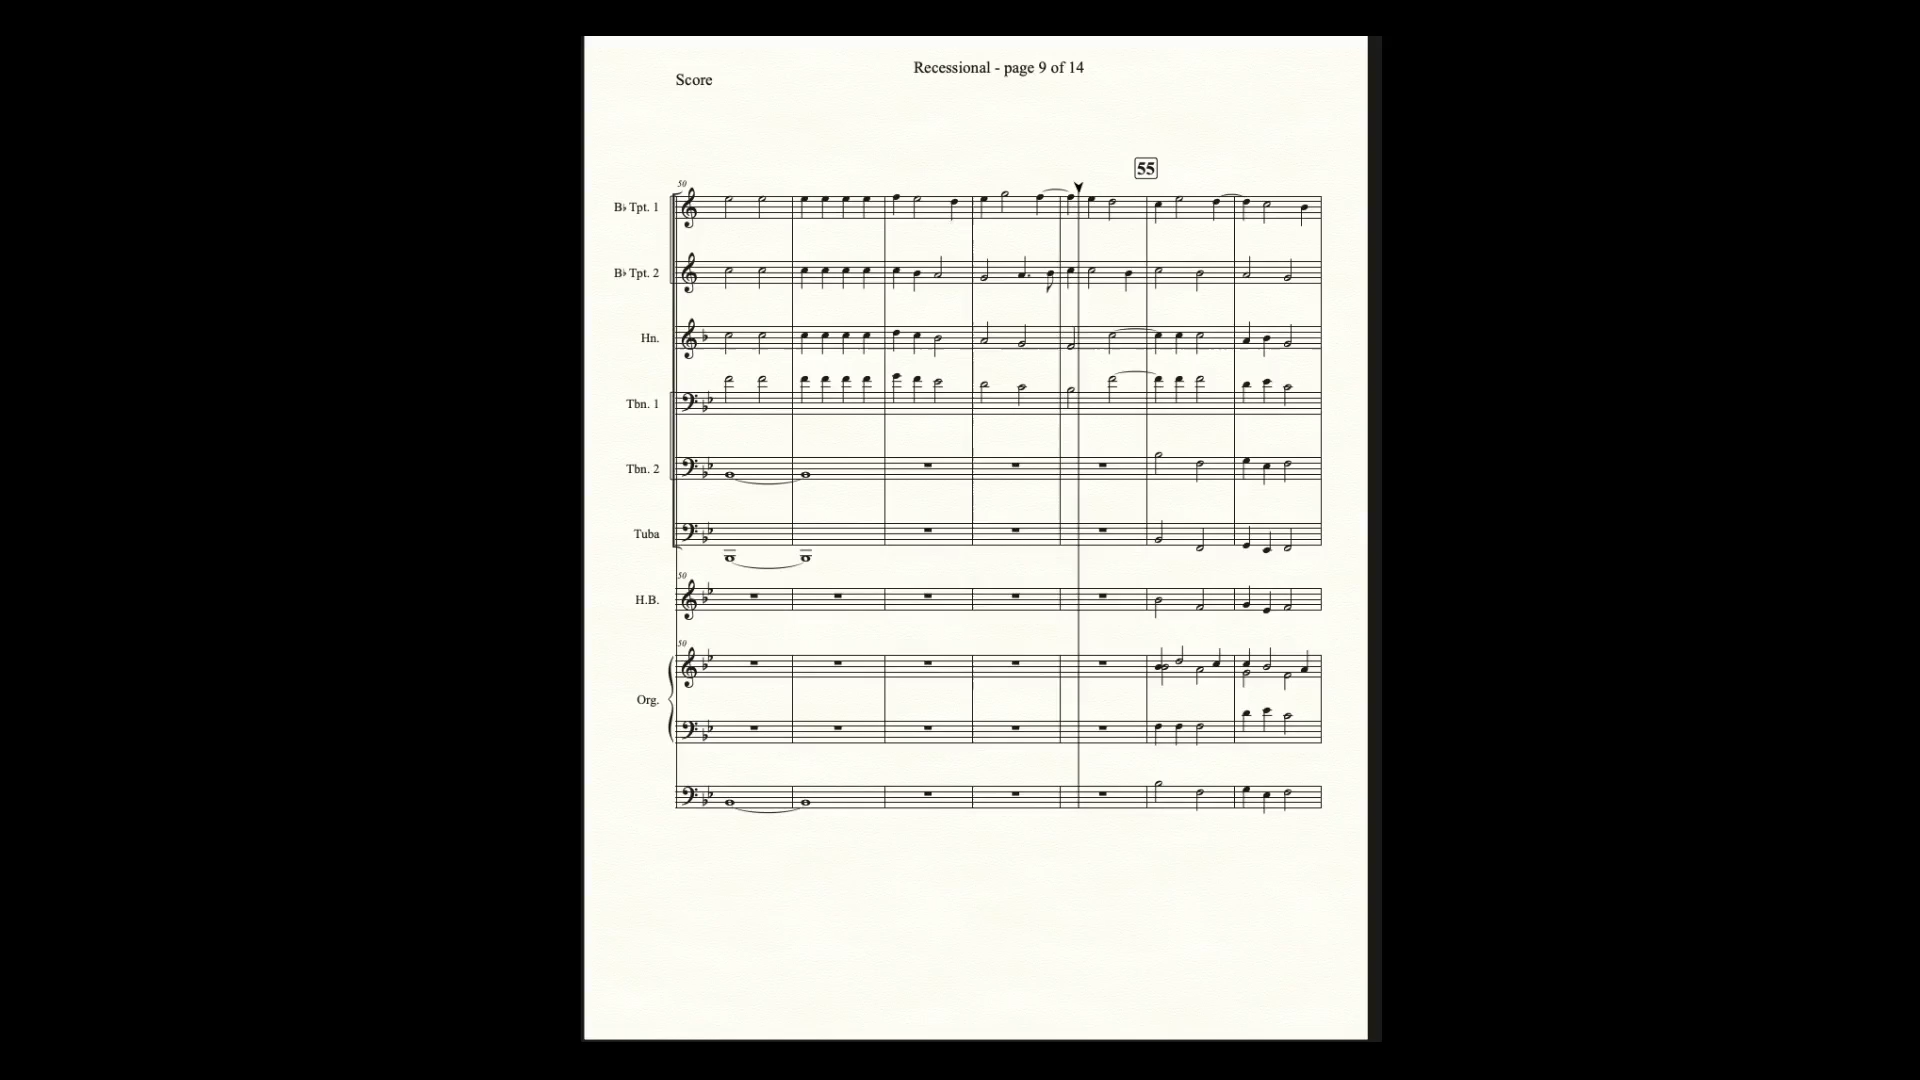 Recessional - page 9 of 14
Score
55
50
B♭ Tpt. 1
B♭ Tpt. 2
Hn.
Tbn. 1
Tbn. 2
Tuba
50
H.B.
50
Org.